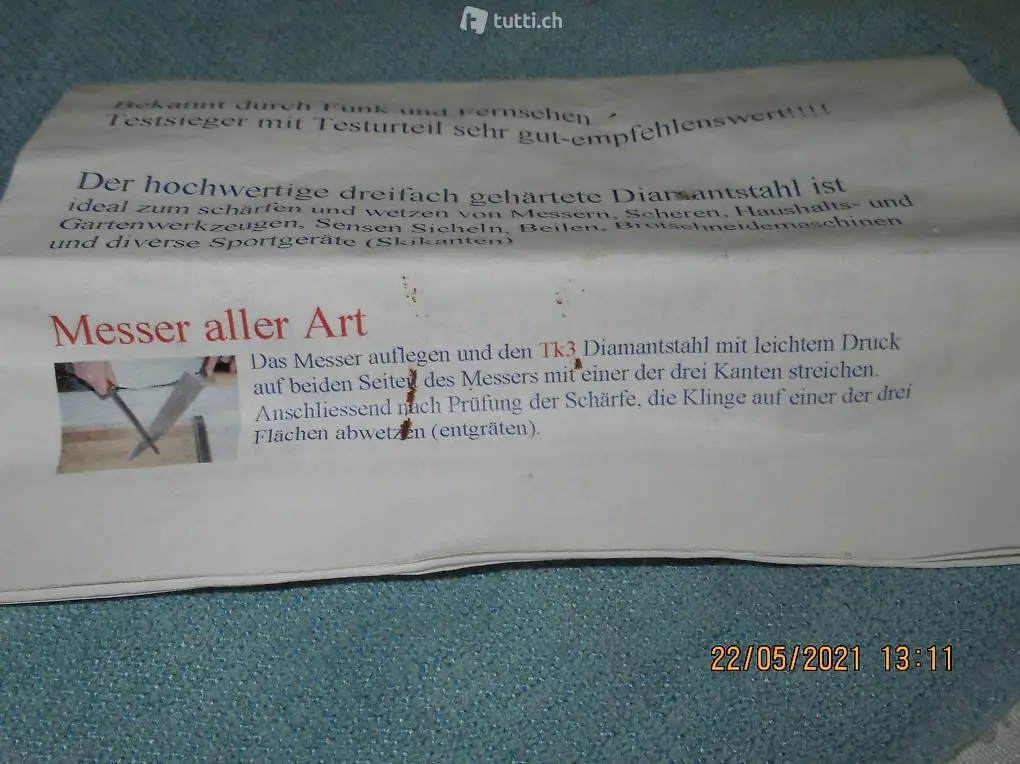 tutti.ch
Bekannt durch Funk und Fernsehen
Testsieger mit Testurteil sehr gut-empfehlenswert!!!!
Der hochwertige dreifach gehärtete Diamantstahl ist
ideal zum schärfen und wetzen von Messern, Scheren, Haushalts- und
Gartenwerkzeugen, Sensen Sicheln, Beilen, Brotschneidemaschinen
und diverse Sportgeräte (Skikanten)
Messer aller Art
Das Messer auflegen und den Tk3 Diamantstahl mit leichtem Druck
auf beiden Seiten des Messers mit einer der drei Kanten streichen.
Anschliessend nach Prüfung der Schärfe, die Klinge auf einer der drei
Flächen abwetzen (entgräten).
22/05/2021 13:11